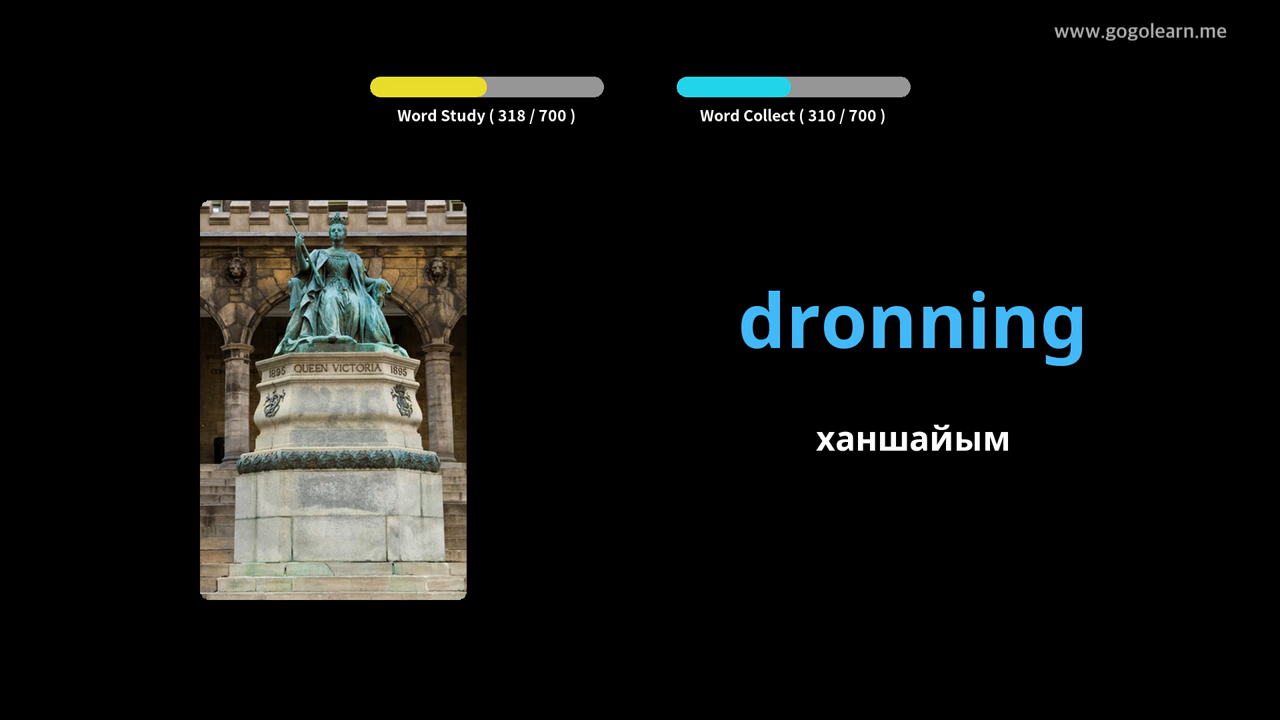 www.gogolearn.me
Word Study ( 318 / 700 )
Word Collect ( 310 / 700 )
1895 QUEEN VICTORIA 1895
dronning
ханшайым